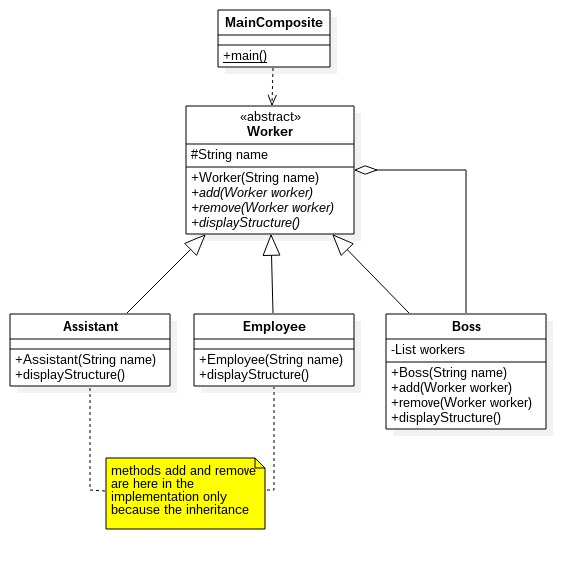 MainComposite
+main()
«abstract»
Worker
#String name
+Worker(String name)
+add(Worker worker)
+remove(Worker worker)
+displayStructure()
Assistant
+Assistant(String name)
+displayStructure()
Employee
+Employee(String name)
+displayStructure()
Boss
-List workers
+Boss(String name)
+add(Worker worker)
+remove(Worker worker)
+displayStructure()
methods add and remove
are here in the
implementation only
because the inheritance